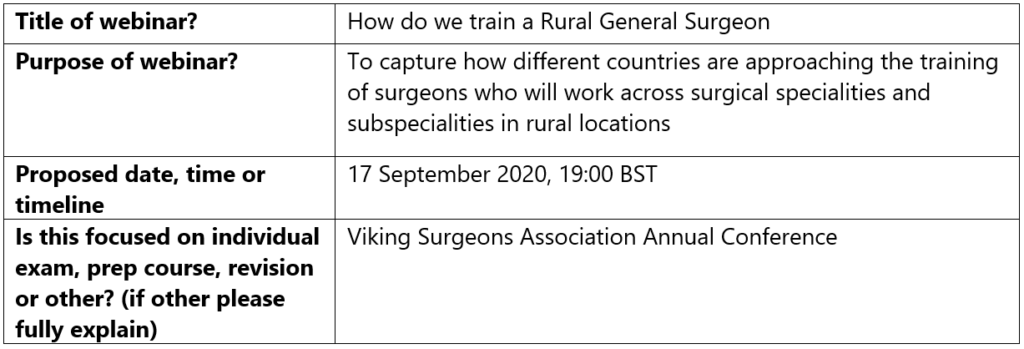 Title of webinar?
How do we train a Rural General Surgeon
Purpose of webinar?
To capture how different countries are approaching the training
of surgeons who will work across surgical specialities and
subspecialities in rural locations
Proposed date, time or
timeline
17 September 2020, 19:00 BST
Is this focused on individual
exam, prep course, revision
or other? (if other please
fully explain)
Viking Surgeons Association Annual Conference